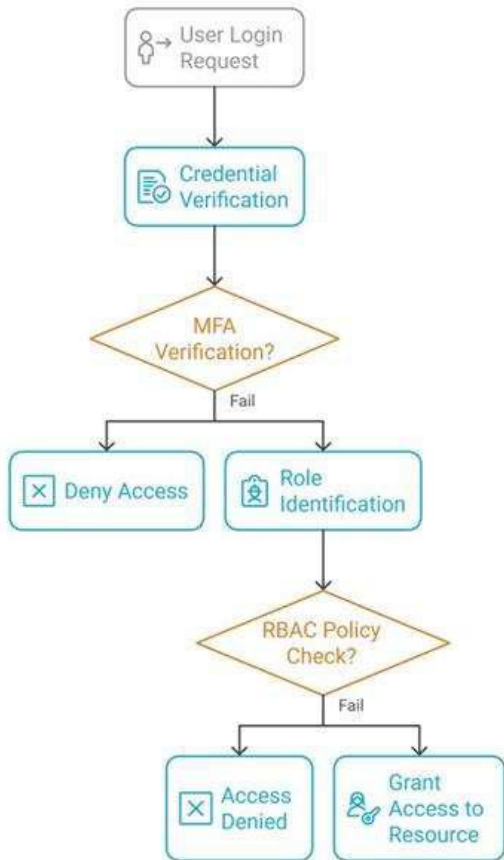 User Login
Request
Credential
Verification
MFA
Verification?
Fail
Deny Access
Role
Identification
RBAC Policy
Check?
Fail
Access
Denied
Grant
Access to
Resource